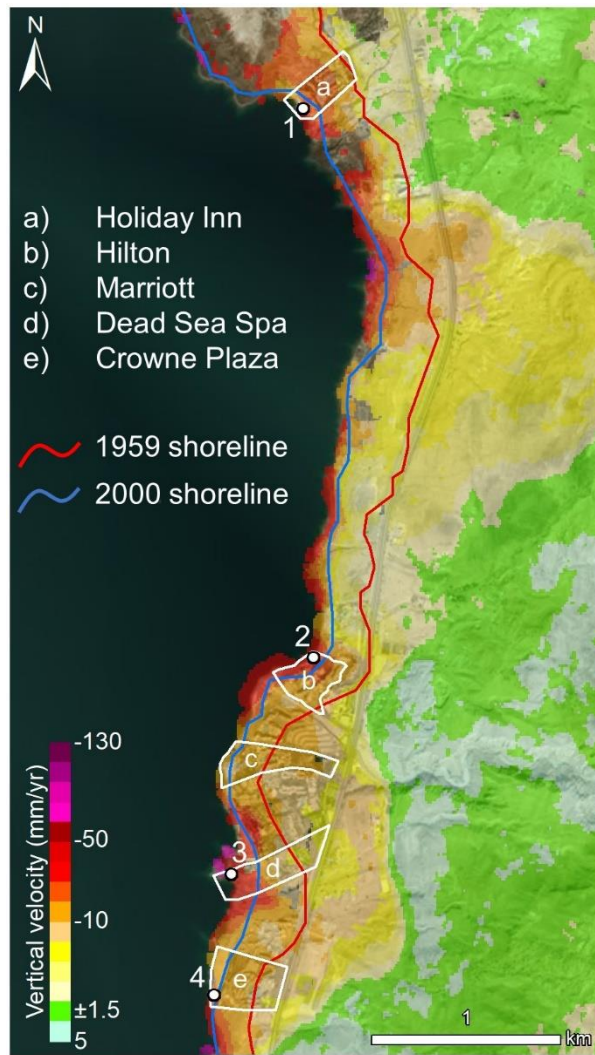 N
a
1
a) Holiday Inn
b) Hilton
c) Marriott
d) Dead Sea Spa
e) Crowne Plaza
1959 shoreline
2000 shoreline
2
b
c
3
d
4
e
Vertical velocity (mm/yr)
-130
-50
-10
±1.5
5
1
km